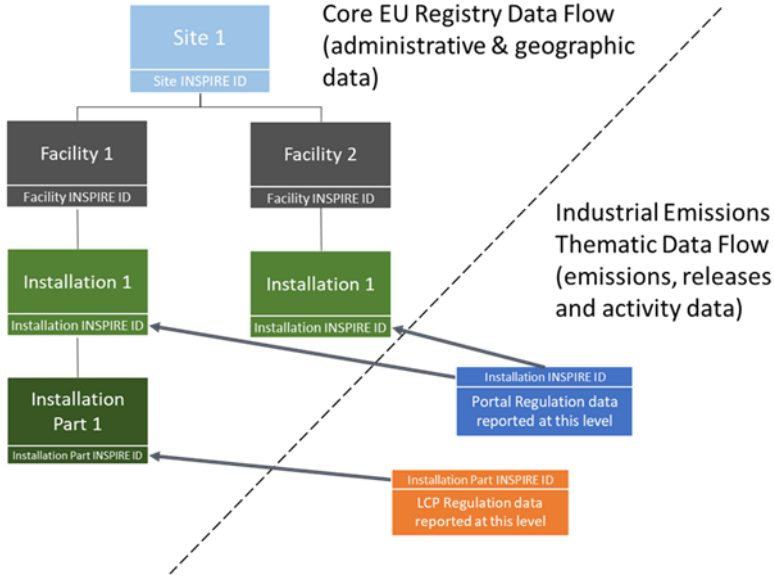 Core EU Registry Data Flow
(administrative & geographic
data)
Site 1
Site INSPIRE ID
Facility 1
Facility INSPIRE ID
Facility 2
Facility INSPIRE ID
Industrial Emissions
Thematic Data Flow
(emissions, releases
and activity data)
Installation 1
Installation INSPIRE ID
Installation 1
Installation INSPIRE ID
Installation INSPIRE ID
Portal Regulation data
reported at this level
Installation
Part 1
Installation Part INSPIRE ID
Installation Part INSPIRE ID
LCP Regulation data
reported at this level